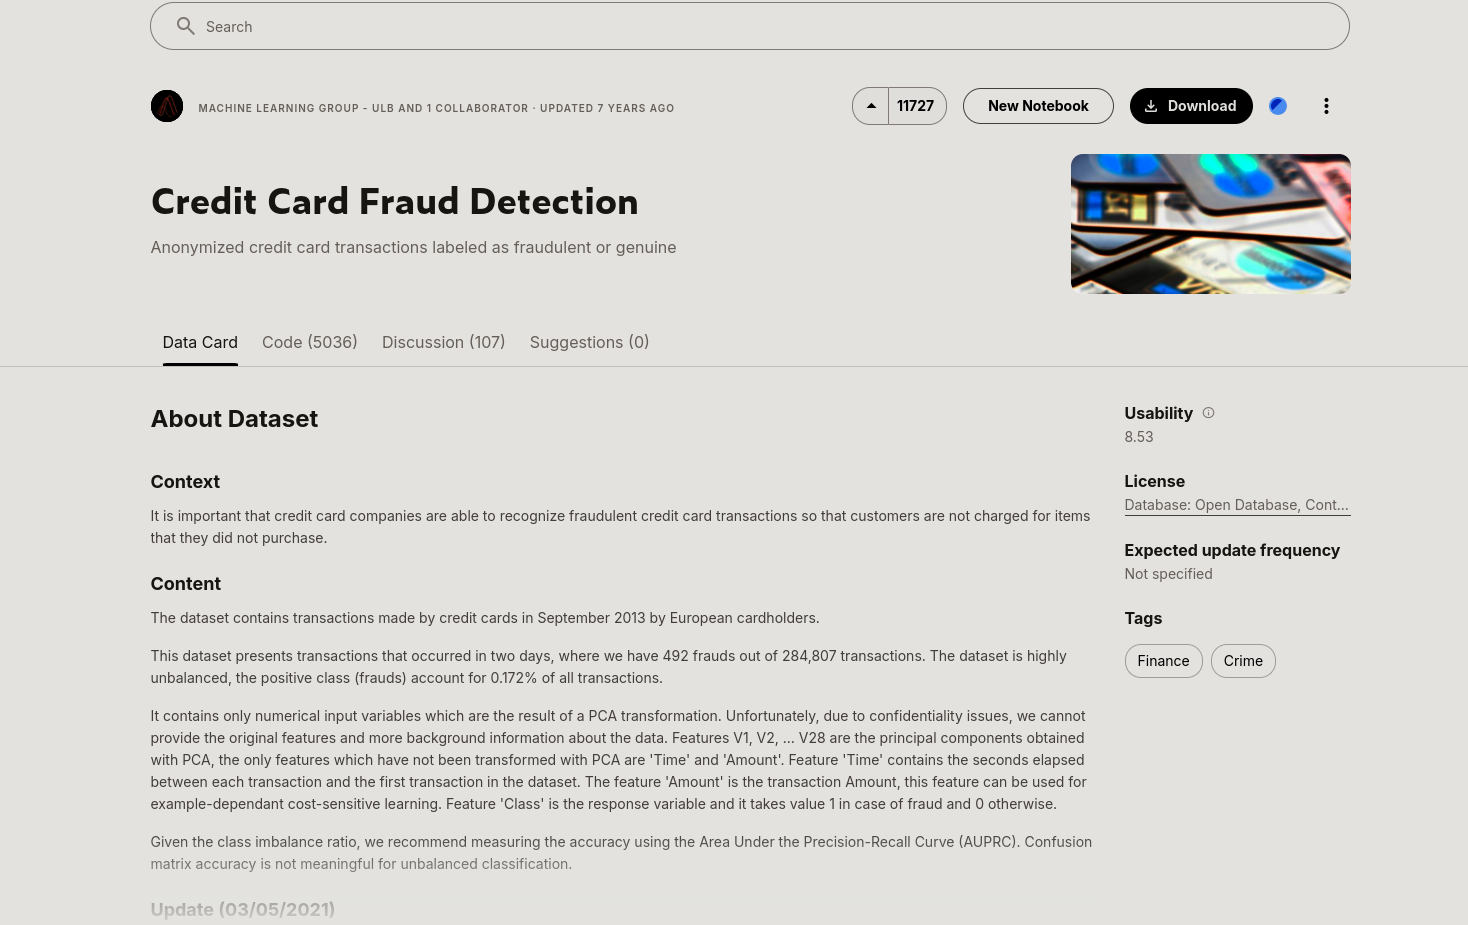 Search
MACHINE LEARNING GROUP - ULB AND 1 COLLABORATOR · UPDATED 7 YEARS AGO
11727
New Notebook
Download
Credit Card Fraud Detection
Anonymized credit card transactions labeled as fraudulent or genuine
Data Card
Code (5036)
Discussion (107)
Suggestions (0)
About Dataset
Context
It is important that credit card companies are able to recognize fraudulent credit card transactions so that customers are not charged for items
that they did not purchase.
Content
The dataset contains transactions made by credit cards in September 2013 by European cardholders.
This dataset presents transactions that occurred in two days, where we have 492 frauds out of 284,807 transactions. The dataset is highly
unbalanced, the positive class (frauds) account for 0.172% of all transactions.
It contains only numerical input variables which are the result of a PCA transformation. Unfortunately, due to confidentiality issues, we cannot
provide the original features and more background information about the data. Features V1, V2, … V28 are the principal components obtained
with PCA, the only features which have not been transformed with PCA are 'Time' and 'Amount'. Feature 'Time' contains the seconds elapsed
between each transaction and the first transaction in the dataset. The feature 'Amount' is the transaction Amount, this feature can be used for
example-dependant cost-sensitive learning. Feature 'Class' is the response variable and it takes value 1 in case of fraud and 0 otherwise.
Given the class imbalance ratio, we recommend measuring the accuracy using the Area Under the Precision-Recall Curve (AUPRC). Confusion
matrix accuracy is not meaningful for unbalanced classification.
Update (03/05/2021)
Usability
8.53
License
Database: Open Database, Cont...
Expected update frequency
Not specified
Tags
Finance
Crime